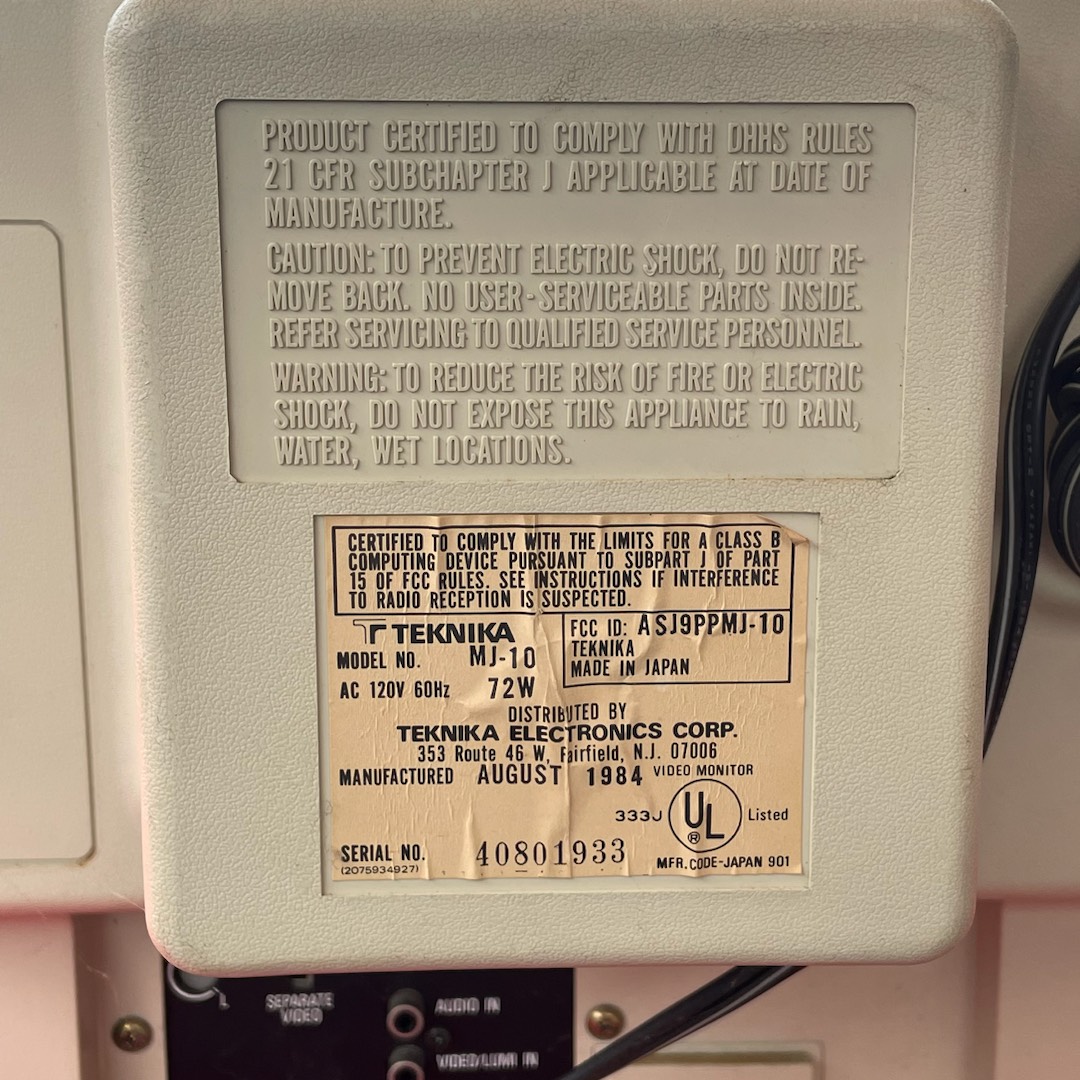 PRODUCT CERTIFIED TO COMPLY WITH DHHS RULES
21 CFR SUBCHAPTER J APPLICABLE AT DATE OF
MANUFACTURE.
CAUTION: TO PREVENT ELECTRIC SHOCK, DO NOT RE-
MOVE BACK. NO USER-SERVICEABLE PARTS INSIDE.
REFER SERVICING TO QUALIFIED SERVICE PERSONNEL.
WARNING: TO REDUCE THE RISK OF FIRE OR ELECTRIC
SHOCK, DO NOT EXPOSE THIS APPLIANCE TO RAIN,
WATER, WET LOCATIONS.
CERTIFIED TO COMPLY WITH THE LIMITS FOR A CLASS B
COMPUTING DEVICE PURSUANT TO SUBPART J OF PART
15 OF FCC RULES. SEE INSTRUCTIONS IF INTERFERENCE
TO RADIO RECEPTION IS SUSPECTED.
TEKNIKA
MODEL NO. MJ-10
AC 120V 60Hz 72W
FCC ID: ASJ9PPMJ-10
TEKNIKA
MADE IN JAPAN
DISTRIBUTED BY
TEKNIKA ELECTRONICS CORP.
353 Route 46 W, Fairfield, N.J. 07006
MANUFACTURED AUGUST 1984 VIDEO MONITOR
333J UL ® Listed
SERIAL NO. 40801933
(2075934927)
MFR. CODE-JAPAN 901
L
SEPARATE
VIDEO
AUDIO IN
VIDEO/LUMI IN